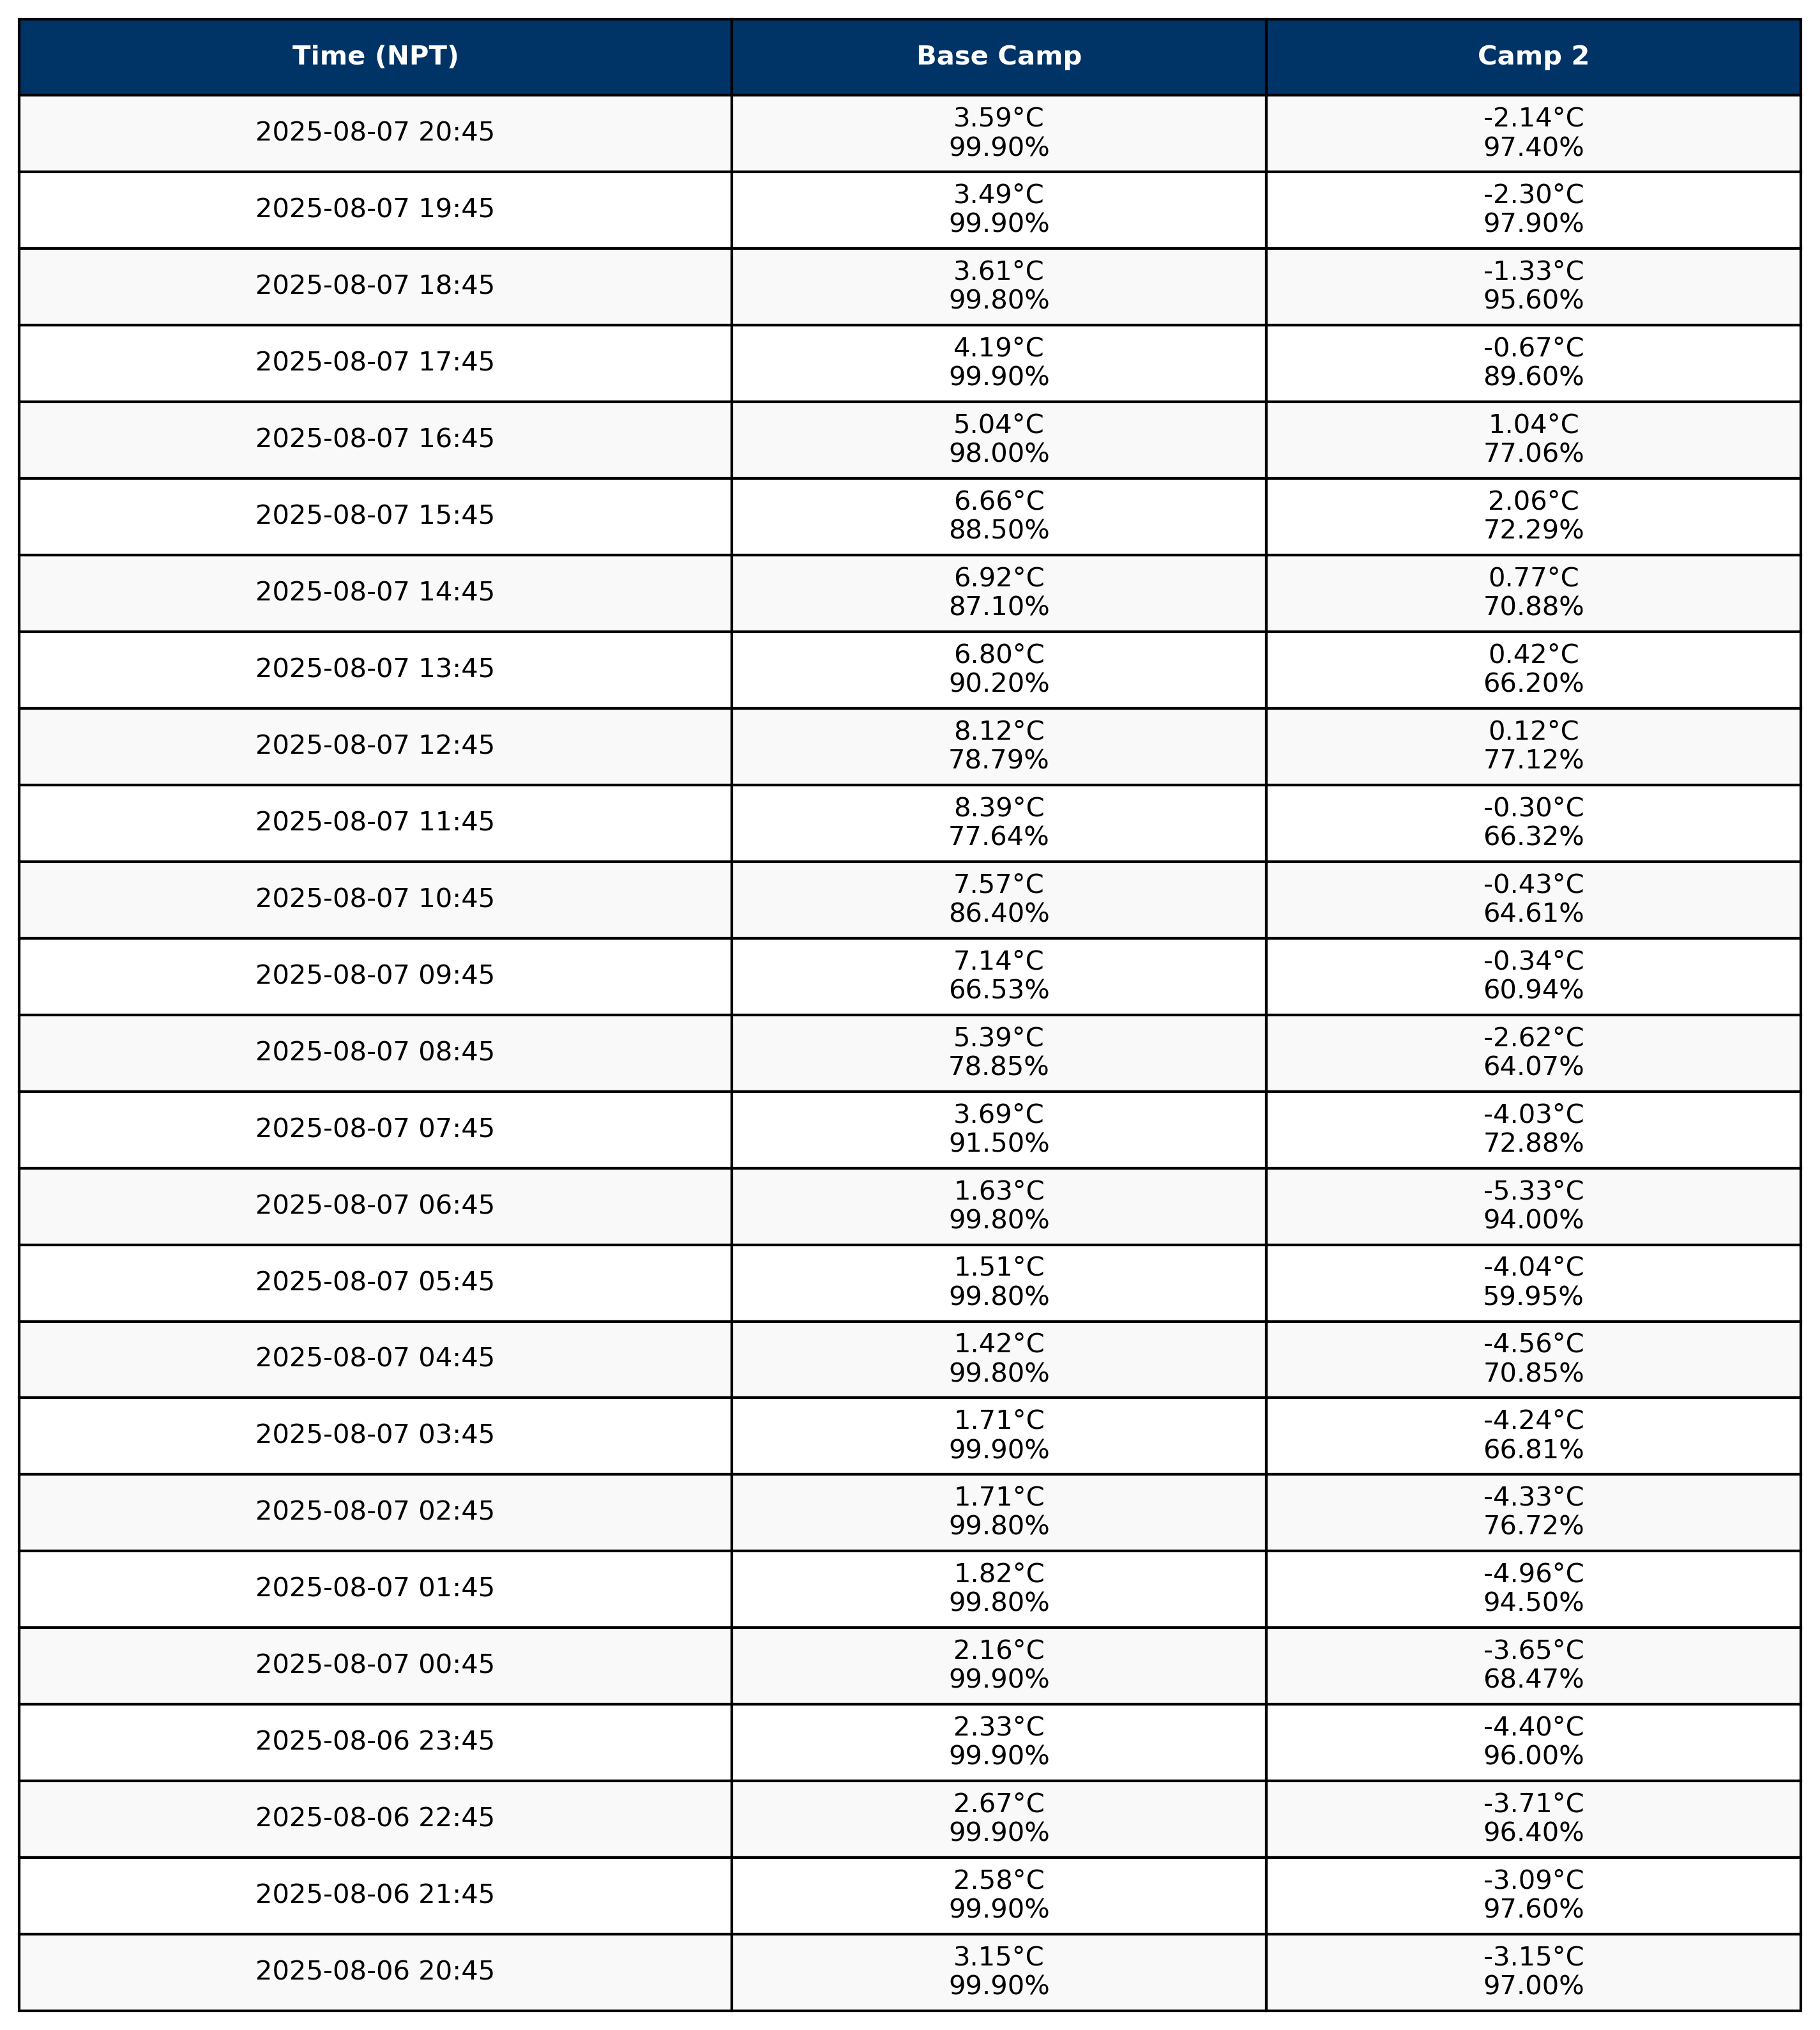 Time (NPT) Base Camp Camp 2
3.59°C -2.14°C
2025-08-07 20:45
99.90% 97.40%
3.49°C -2.30°C
2025-08-07 19:45
99.90% 97.90%
3.61°C -1.33°C
2025-08-07 18:45
99.80% 95.60%
4.19°C -0.67°C
2025-08-07 17:45
99.90% 89.60%
5.04°C 1.04°C
2025-08-07 16:45
98.00% 77.06%
6.66°C 2.06°C
2025-08-07 15:45
88.50% 72.29%
6.92°C 0.77°C
2025-08-07 14:45
87.10% 70.88%
6.80°C 0.42°C
2025-08-07 13:45
90.20% 66.20%
8.12°C 0.12°C
2025-08-07 12:45
78.79% 77.12%
8.39°C -0.30°C
2025-08-07 11:45
77.64% 66.32%
7.57°C -0.43°C
2025-08-07 10:45
86.40% 64.61%
7.14°C -0.34°C
2025-08-07 09:45
66.53% 60.94%
5.39°C -2.62°C
2025-08-07 08:45
78.85% 64.07%
3.69°C -4.03°C
2025-08-07 07:45
91.50% 72.88%
1.63°C -5.33°C
2025-08-07 06:45
99.80% 94.00%
1.51°C -4.04°C
2025-08-07 05:45
99.80% 59.95%
1.42°C -4.56°C
2025-08-07 04:45
99.80% 70.85%
1.71°C -4.24°C
2025-08-07 03:45
99.90% 66.81%
1.71°C -4.33°C
2025-08-07 02:45
99.80% 76.72%
1.82°C -4.96°C
2025-08-07 01:45
99.80% 94.50%
2.16°C -3.65°C
2025-08-07 00:45
99.90% 68.47%
2.33°C -4.40°C
2025-08-06 23:45
99.90% 96.00%
2.67°C -3.71°C
2025-08-06 22:45
99.90% 96.40%
2.58°C -3.09°C
2025-08-06 21:45
99.90% 97.60%
3.15°C -3.15°C
2025-08-06 20:45
99.90% 97.00%